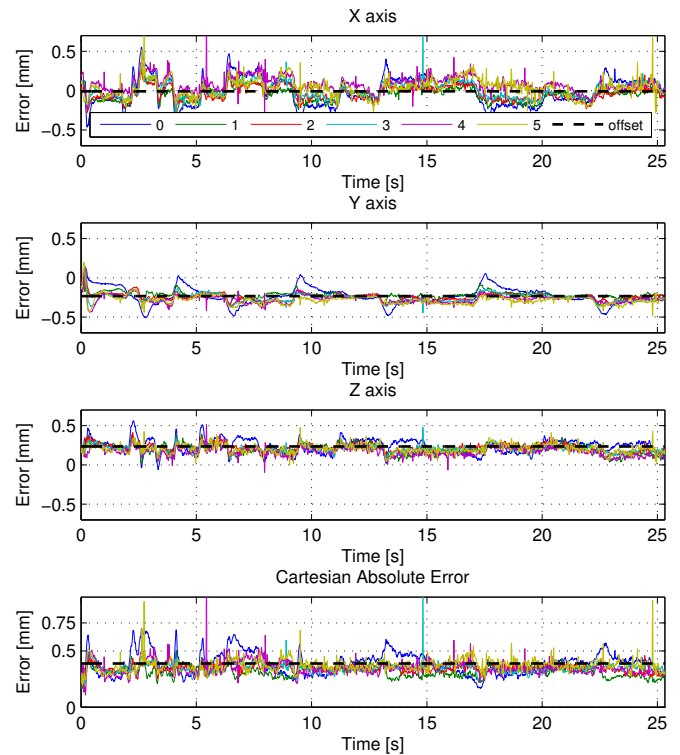 X axis
Error [mm]
0.5
0
−0.5
0 1 2 3 4 5 offset
0 5 10 15 20 25
Time [s]
Y axis
Error [mm]
0.5
0
−0.5
0 5 10 15 20 25
Time [s]
Z axis
Error [mm]
0.5
0
−0.5
0 5 10 15 20 25
Time [s]
Cartesian Absolute Error
Error [mm]
0.75
0.5
0
0 5 10 15 20 25
Time [s]